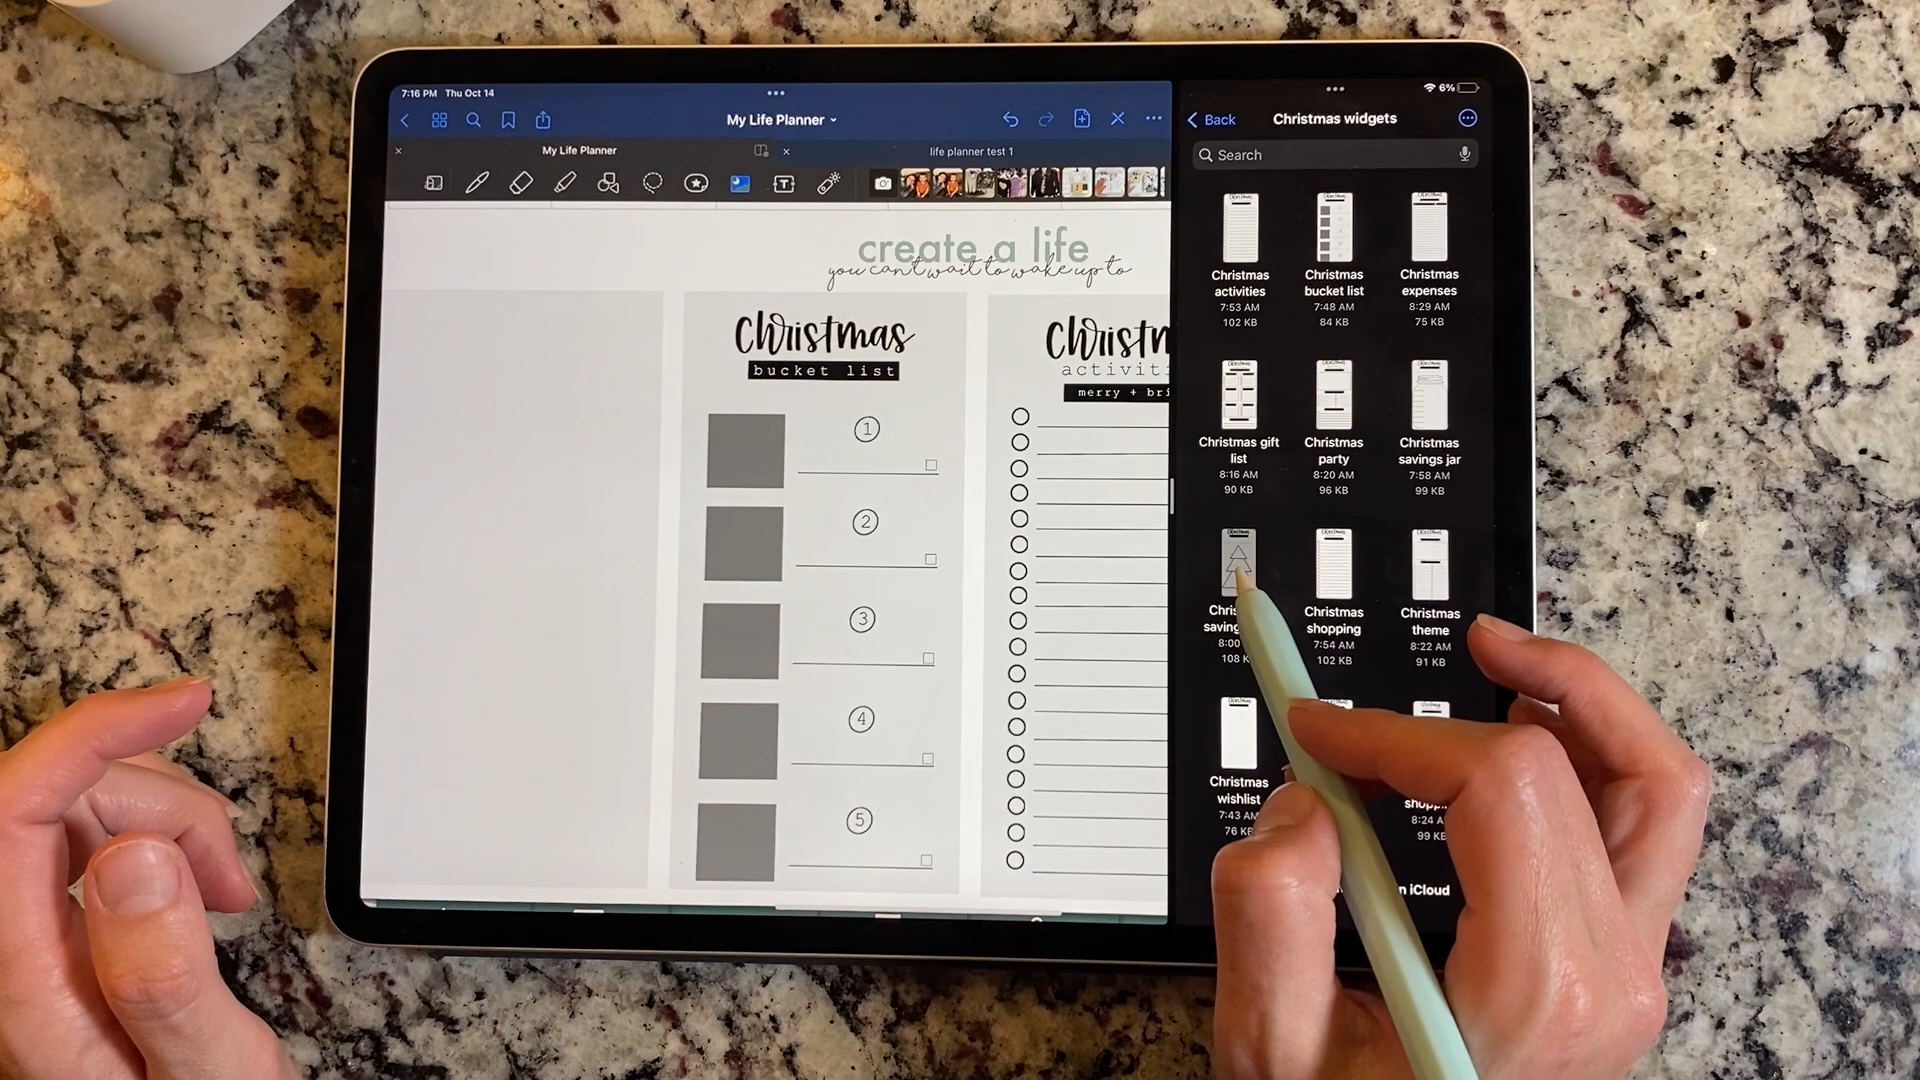 7:16 PM Thu Oct 14
6%
My Life Planner
Back
Christmas widgets
My Life Planner
life planner test 1
Search
create a life
you can't wait to wake up to
Christmas
bucket list
1
2
3
4
5
activiti
merry + bri
Christmas activities
7:53 AM
102 KB
Christmas bucket list
7:48 AM
84 KB
Christmas expenses
8:29 AM
75 KB
Christmas gift list
8:16 AM
90 KB
Christmas party
8:20 AM
96 KB
Christmas savings jar
7:58 AM
99 KB
saving
8:00
108 K
Christmas shopping
7:54 AM
102 KB
Christmas theme
8:22 AM
91 KB
Christmas wishlist
7:43 AM
76 KB
8:24 A
99 KB
n iCloud